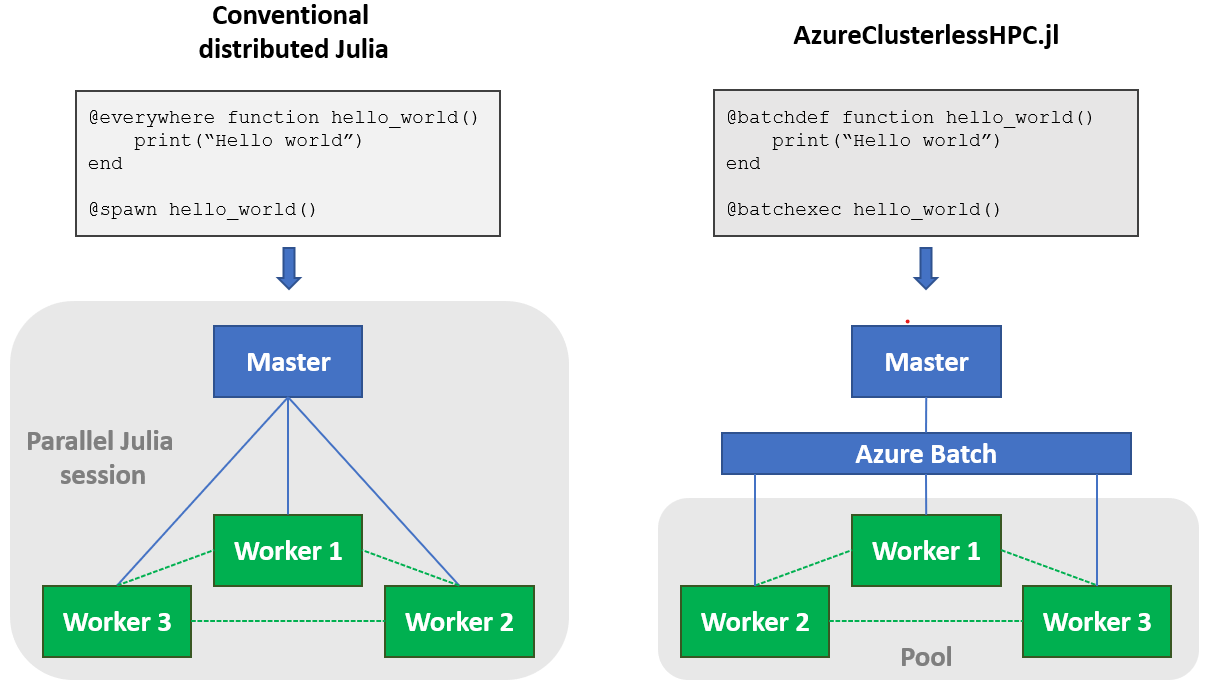 Conventional
distributed Julia
@everywhere function hello_world()
    print(“Hello world”)
end
@spawn hello_world()
Master
Parallel Julia
session
Worker 1
Worker 3
Worker 2
AzureClusterlessHPC.jl
@batchdef function hello_world()
    print(“Hello world”)
end
@batchexec hello_world()
Master
Azure Batch
Worker 1
Worker 2
Worker 3
Pool